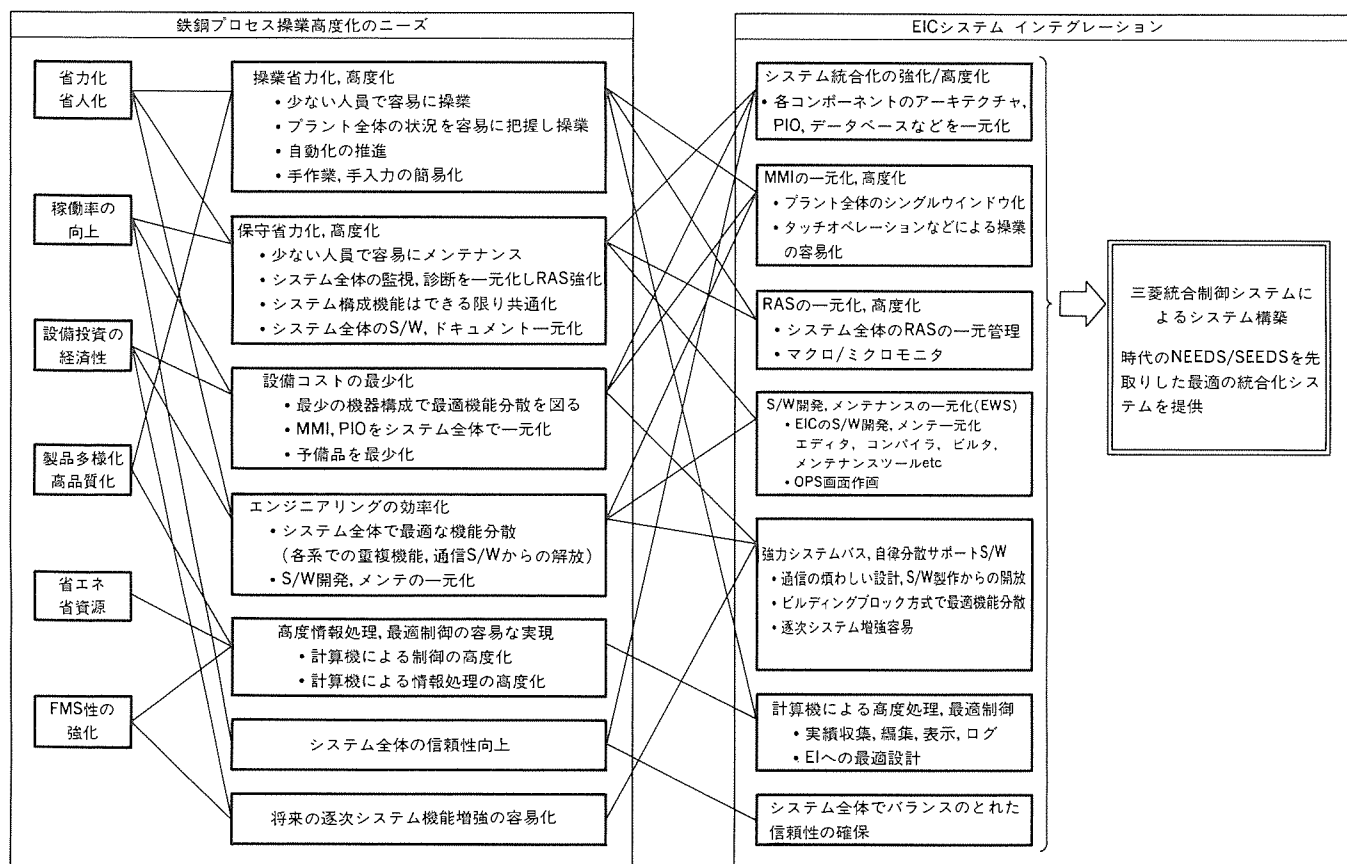 鉄鋼プロセス操業高度化のニーズ
省力化
省人化
稼働率の
向上
設備投資の
経済性
製品多様化
高品質化
省エネ
省資源
FMS性の
強化
操業省力化, 高度化
• 少ない人員で容易に操業
• プラント全体の状況を容易に把握し操業
• 自動化の推進
• 手作業, 手入力の簡易化
保守省力化, 高度化
• 少ない人員で容易にメンテナンス
• システム全体の監視, 診断を一元化しRAS強化
• システム構成機能はできる限り共通化
• システム全体のS/W, ドキュメント一元化
設備コストの最少化
• 最少の機器構成で最適機能分散を図る
• MMI, PIOをシステム全体で一元化
• 予備品を最少化
エンジニアリングの効率化
• システム全体で最適な機能分散
(各系での重複機能, 通信S/Wからの解放)
• S/W開発, メンテの一元化
高度情報処理, 最適制御の容易な実現
• 計算機による制御の高度化
• 計算機による情報処理の高度化
システム全体の信頼性向上
将来の逐次システム機能増強の容易化
EICシステム インテグレーション
システム統合化の強化/高度化
• 各コンポーネントのアーキテクチャ,
PIO, データベースなどを一元化
MMIの一元化, 高度化
• プラント全体のシングルウインドウ化
• タッチオペレーションなどによる操業
の容易化
RASの一元化, 高度化
• システム全体のRASの一元管理
• マクロ/ミクロモニタ
S/W開発, メンテナンスの一元化(EWS)
• EICのS/W開発, メンテ一元化
エディタ, コンパイラ, ビルタ,
メンテナンスツールetc
• OPS画面作画
強力システムバス, 自律分散サポートS/W
• 通信の煩わしい設計, S/W製作からの開放
• ビルディングブロック方式で最適機能分散
• 逐次システム増強容易
計算機による高度処理, 最適制御
• 実績収集, 編集, 表示, ログ
• EIへの最適設計
システム全体でバランスのとれた
信頼性の確保
三菱統合制御システムに
よるシステム構築
時代のNEEDS/SEEDSを先
取りした最適の統合化シス
テムを提供